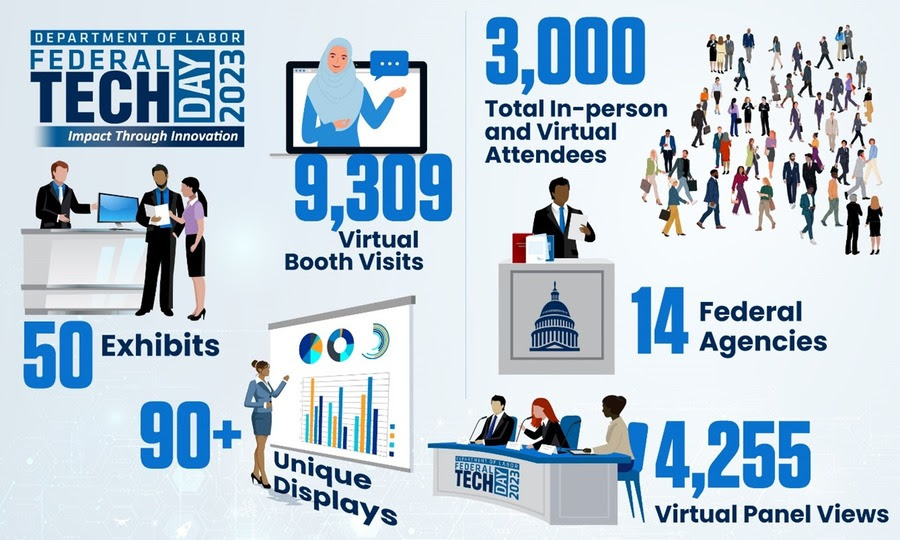 DEPARTMENT OF LABOR
FEDERAL
TECH
DAY
2023
Impact Through Innovation
9,309
Virtual
Booth Visits
50 Exhibits
90+
Unique
Displays
3,000
Total In-person
and Virtual
Attendees
14 Federal
Agencies
DEPARTMENT OF LABOR
FEDERAL
TECH
DAY
2023
4,255
Virtual Panel Views